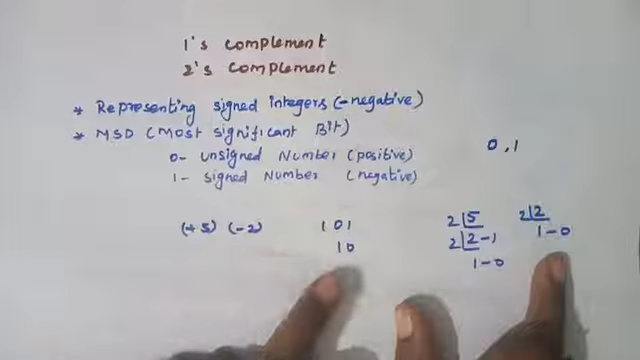 1's complement
2's complement
* Representing signed integers (-negative)
* MSD (Most significant Bit)
0- unsigned Number (positive)
1- signed Number (negative)
0,1
(+5) (-2)
101
10
2|5
2|2-1
1-0
2|2
1-0